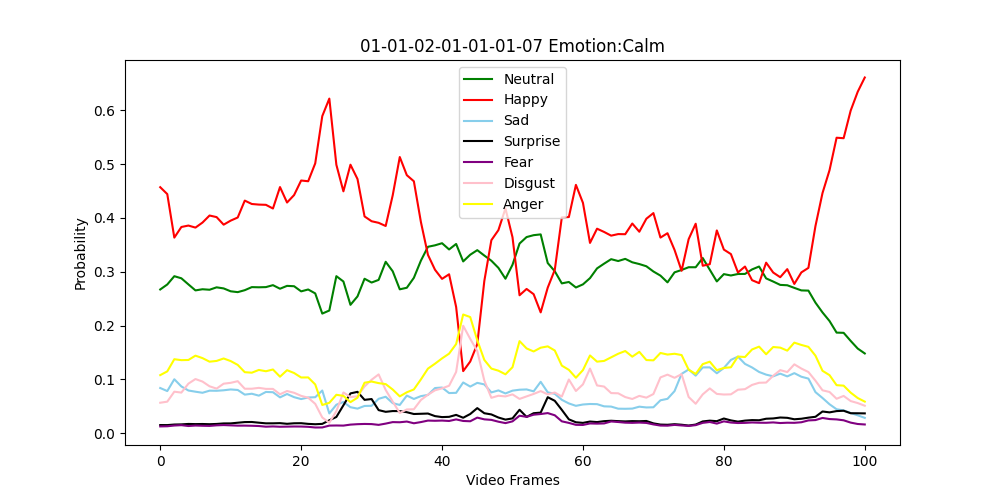 01-01-02-01-01-01-07 Emotion:Calm
Neutral
Happy
Sad
Surprise
Fear
Disgust
Anger
Probability
0.6
0.5
0.4
0.3
0.2
0.1
0.0
0 20 40 60 80 100
Video Frames